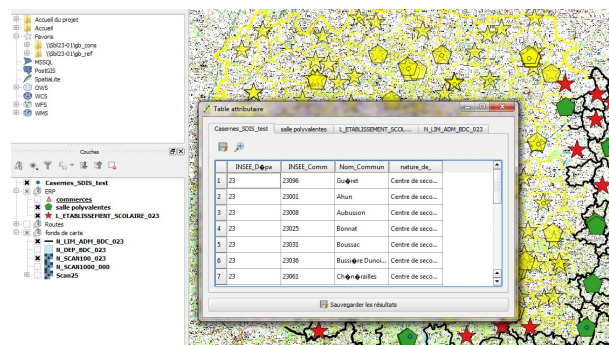 Accueil du projet
Accueil
Favoris
\\Sbl23-01\gb_cons
\\Sbl23-01\gb_ref
MSSQL
PostGIS
SpatiaLite
OWS
WCS
WFS
WMS
Couches
Casernes_SDIS_test
ERP
commerces
salle polyvalentes
L_ETABLISSEMENT_SCOLAIRE_023
Routes
fonds de carte
N_LIM_ADM_BDC_023
N_DEP_BDC_023
N_SCAN100_023
N_SCAN1000_000
Scan25
Table attributaire
Casernes_SDIS_test salle polyvalentes L_ETABLISSEMENT_SCOL... N_LIM_ADM_BDC_023
INSEE_D�pa INSEE_Comm Nom_Commun nature_de_
1 23 23096 Gu�ret Centre de seco...
2 23 23001 Ahun Centre de seco...
3 23 23008 Aubusson Centre de seco...
4 23 23025 Bonnat Centre de seco...
5 23 23031 Boussac Centre de seco...
6 23 23036 Bussi�re Dunoi... Centre de seco...
7 23 23061 Ch�n�railles Centre de seco...
Sauvegarder les résultats